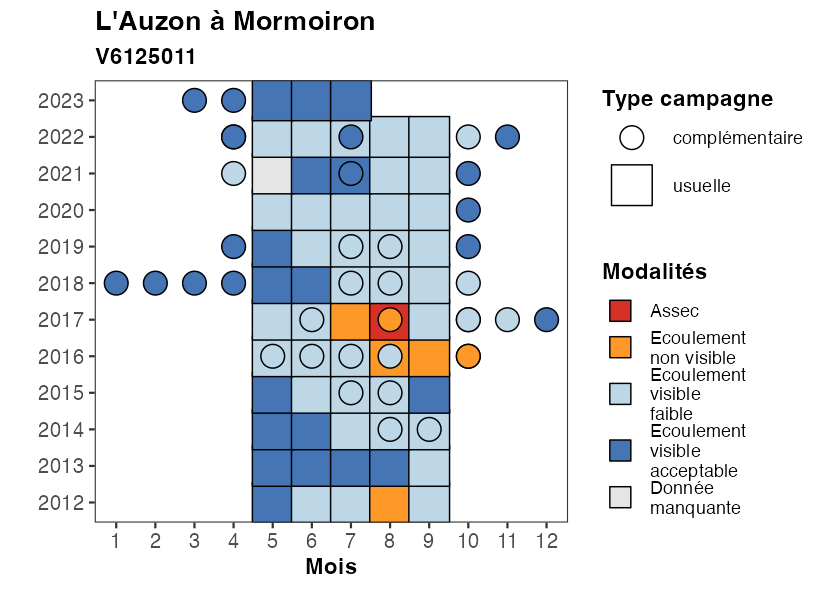 L'Auzon à Mormoiron
V6125011
2023
2022
2021
2020
2019
2018
2017
2016
2015
2014
2013
2012
1 2 3 4 5 6 7 8 9 10 11 12
Mois
Type campagne
complémentaire
usuelle
Modalités
Assec
Ecoulement
non visible
Ecoulement
visible
faible
Ecoulement
visible
acceptable
Donnée
manquante